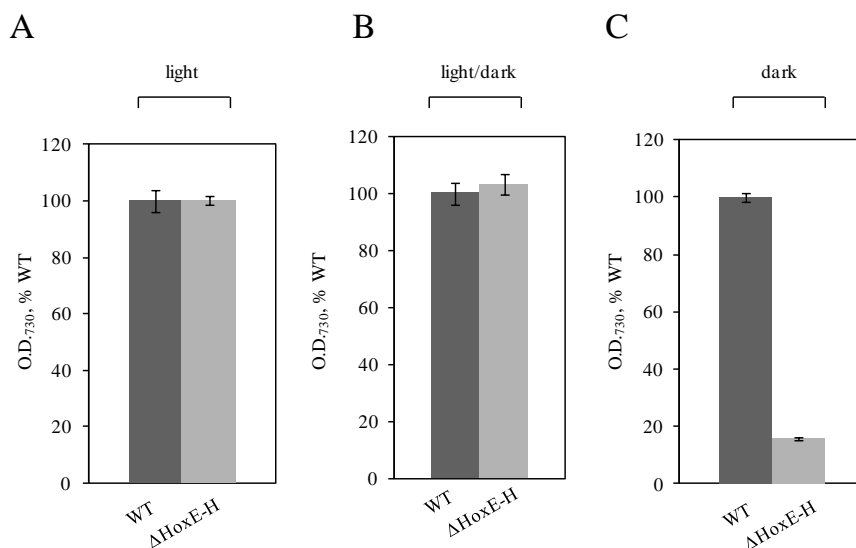 A
light
120
100
80
60
40
20
0
O.D.730, % WT
WT
ΔHoxE-H
B
light/dark
120
100
80
60
40
20
0
O.D.730, % WT
WT
ΔHoxE-H
C
dark
120
100
80
60
40
20
0
O.D.730, % WT
WT
ΔHoxE-H